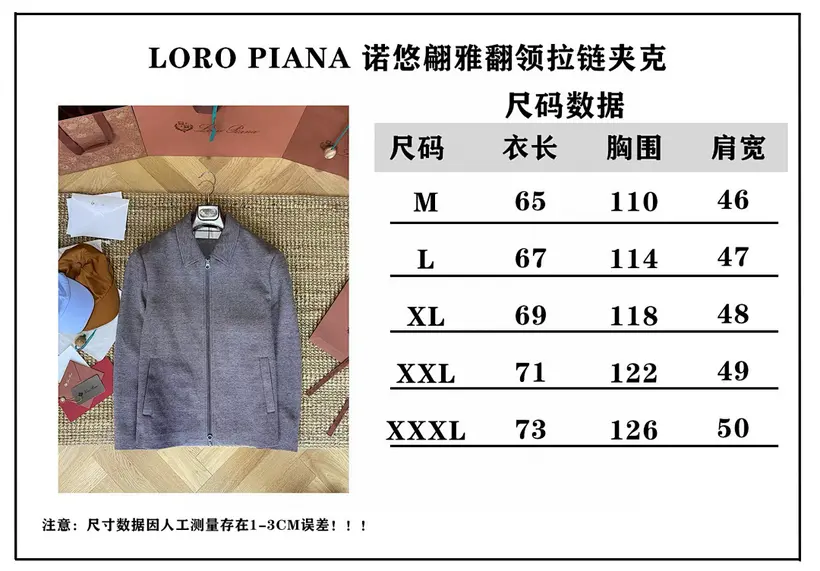 LORO PIANA 诺悠翩雅翻领拉链夹克
尺码数据
尺码 衣长 胸围 肩宽
M 65 110 46
L 67 114 47
XL 69 118 48
XXL 71 122 49
XXXL 73 126 50
Loro Piana
注意：尺寸数据因人工测量存在1-3CM误差！！！